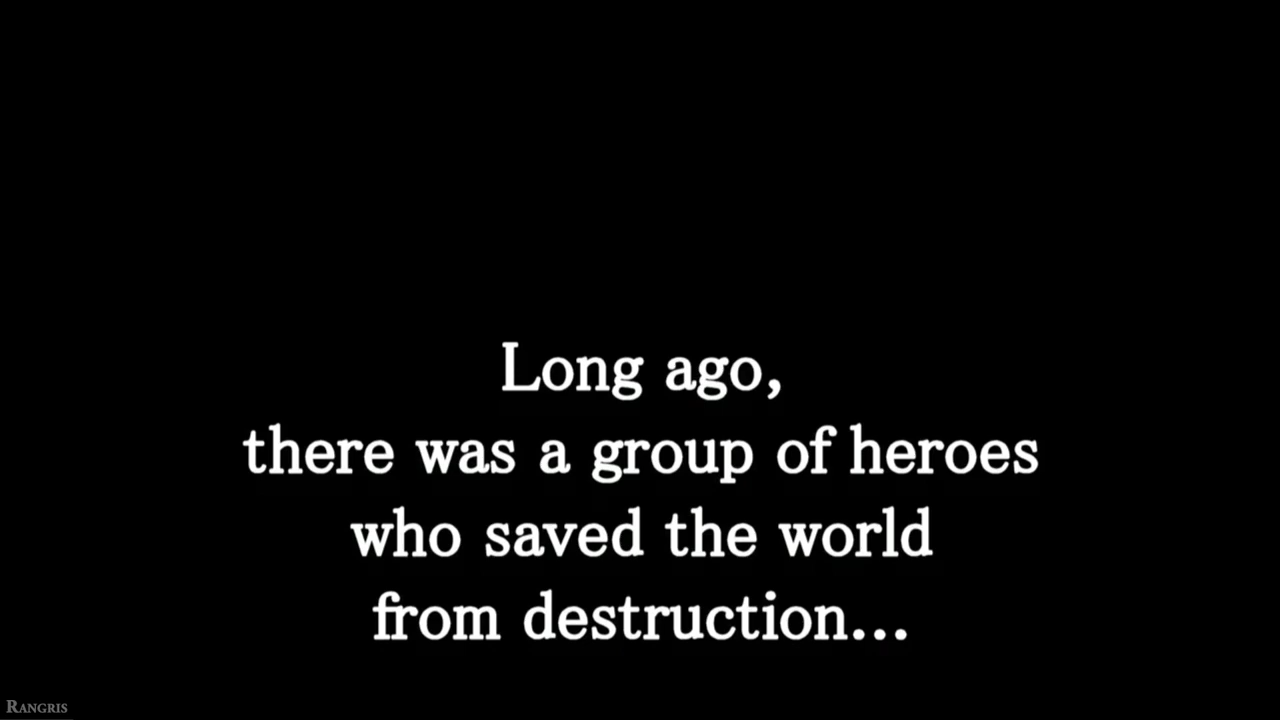 Long ago,
there was a group of heroes
who saved the world
from destruction...
RANGRIS